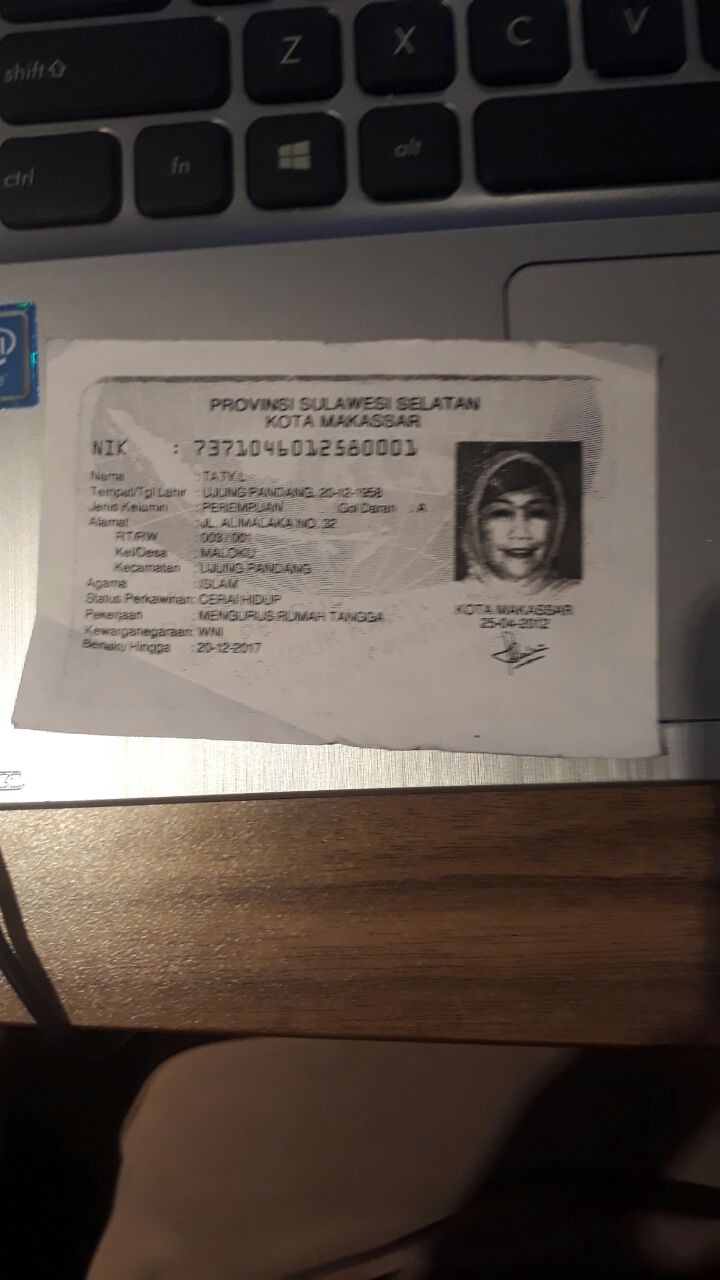 shift Z X C V
ctrl fn alt
PROVINSI SULAWESI SELATAN
KOTA MAKASSAR
NIK : 7371046012580001
Nama : TATY.L
Tempat/Tgl Lahir : UJUNG PANDANG, 20-12-1958
Jenis Kelamin : PEREMPUAN Gol Darah : A
Alamat : JL. ALIMALAKA NO. 32
RT/RW : 003/001
Kel/Desa : MALOKU
Kecamatan : UJUNG PANDANG
Agama : ISLAM
Status Perkawinan: CERAI HIDUP
Pekerjaan : MENGURUS RUMAH TANGGA
Kewarganegaraan: WNI
Berlaku Hingga : 20-12-2017
KOTA MAKASSAR
25-04-2012